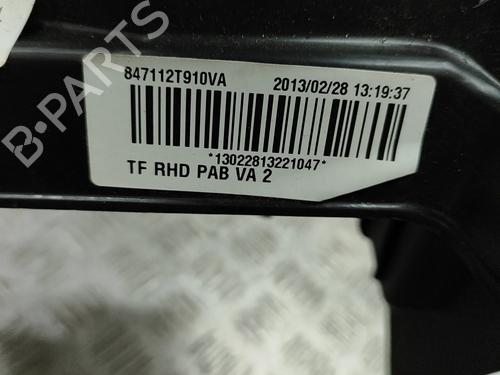 847112T910VA 2013/02/28 13:19:37
*13022813221047*
TF RHD PAB VA 2
B-PARTS